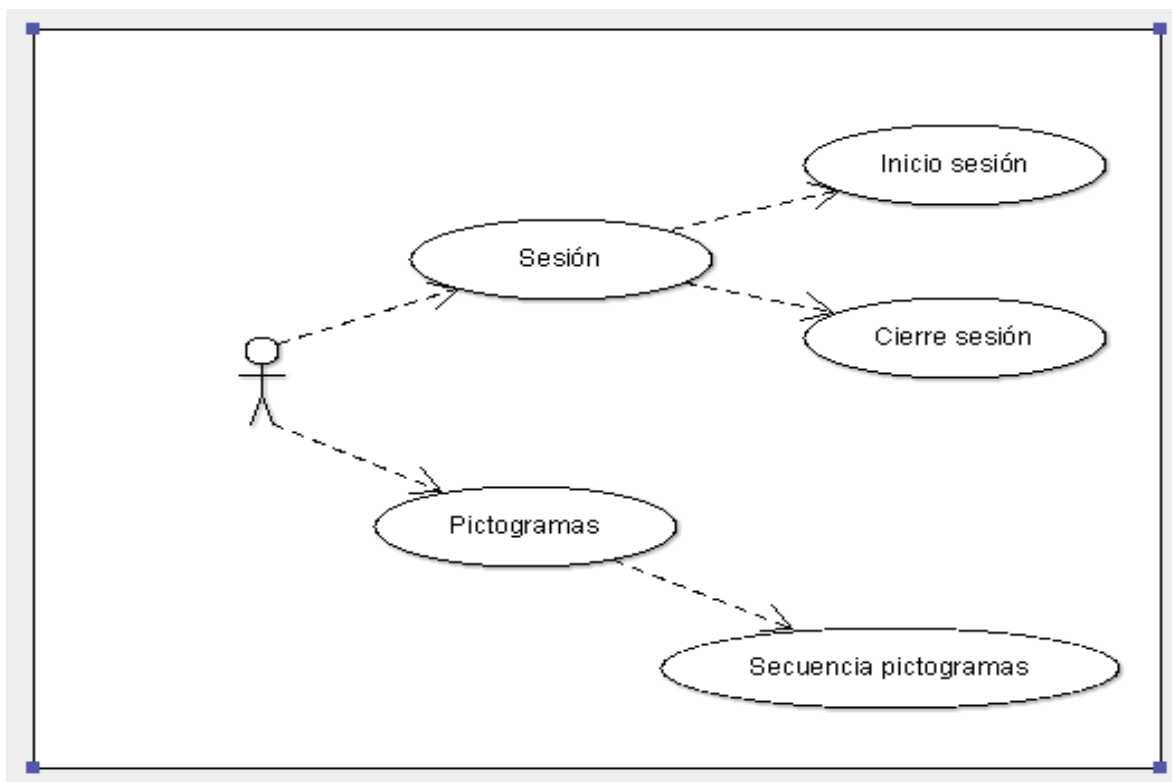 Inicio sesión
Sesión
Cierre sesión
Pictogramas
Secuencia pictogramas